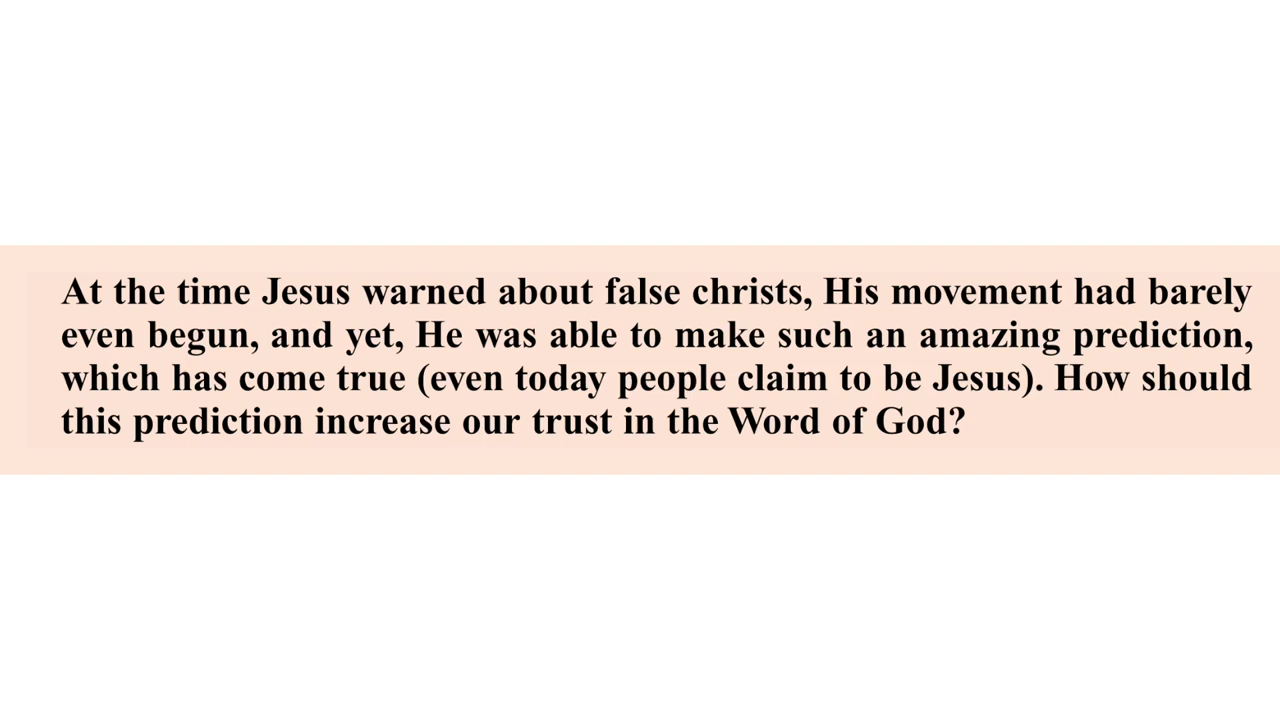 At the time Jesus warned about false christs, His movement had barely
even begun, and yet, He was able to make such an amazing prediction,
which has come true (even today people claim to be Jesus). How should
this prediction increase our trust in the Word of God?